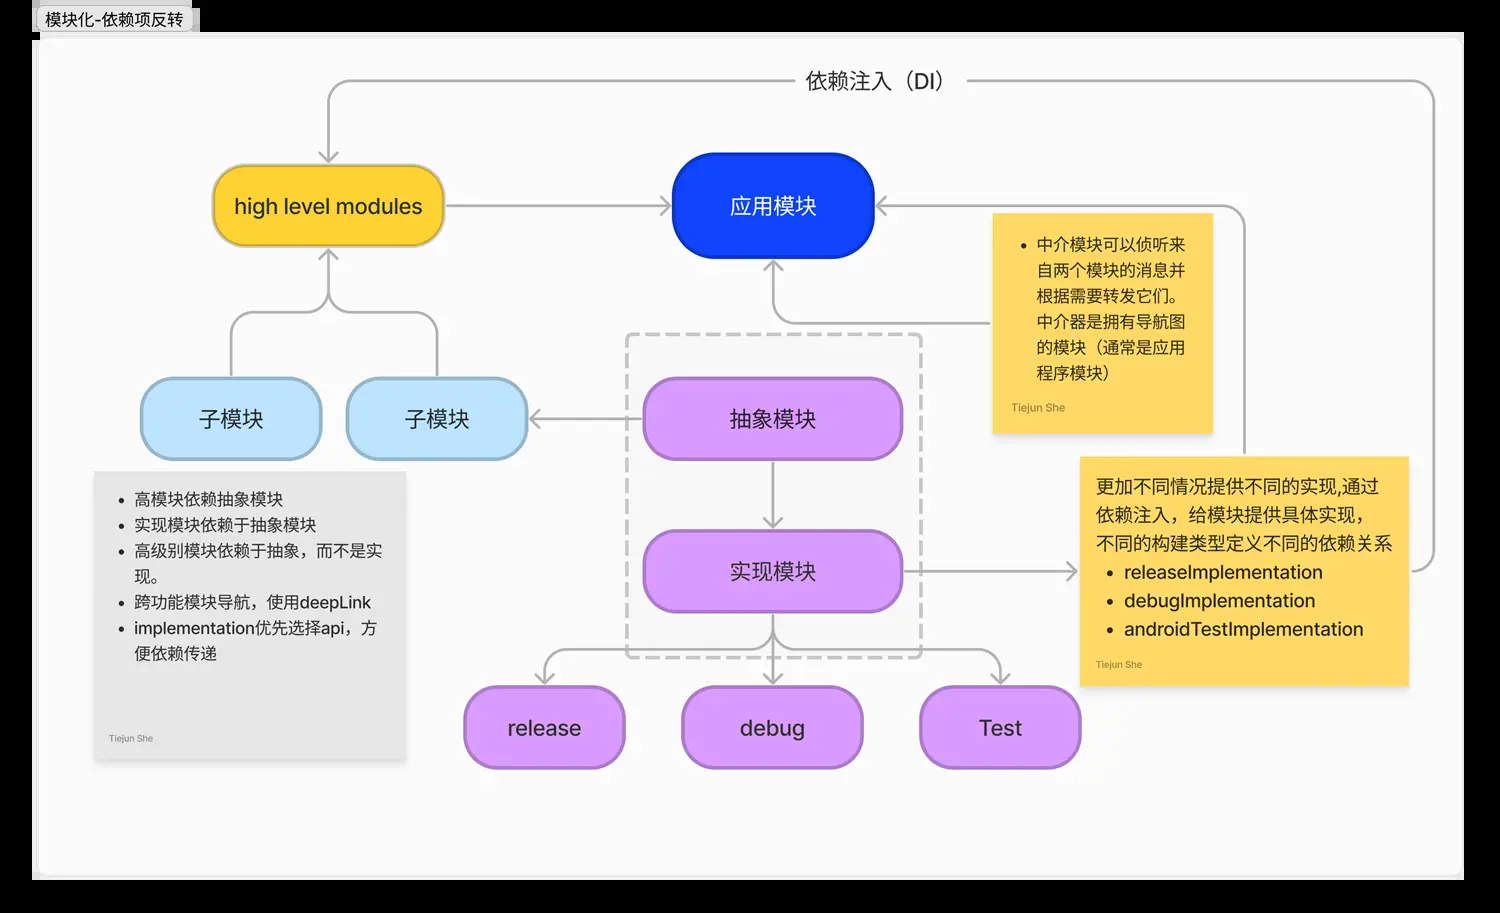 模块化-依赖项反转
依赖注入（DI）
high level modules
应用模块
• 中介模块可以侦听来
自两个模块的消息并
根据需要转发它们。
中介器是拥有导航图
的模块（通常是应用
程序模块）
Tiejun She
子模块
子模块
抽象模块
• 高模块依赖抽象模块
• 实现模块依赖于抽象模块
• 高级别模块依赖于抽象，而不是实
现。
• 跨功能模块导航，使用deepLink
• implementation优先选择api，方
便依赖传递
Tiejun She
实现模块
更加不同情况提供不同的实现,通过
依赖注入，给模块提供具体实现，
不同的构建类型定义不同的依赖关系
• releaseImplementation
• debugImplementation
• androidTestImplementation
Tiejun She
release
debug
Test